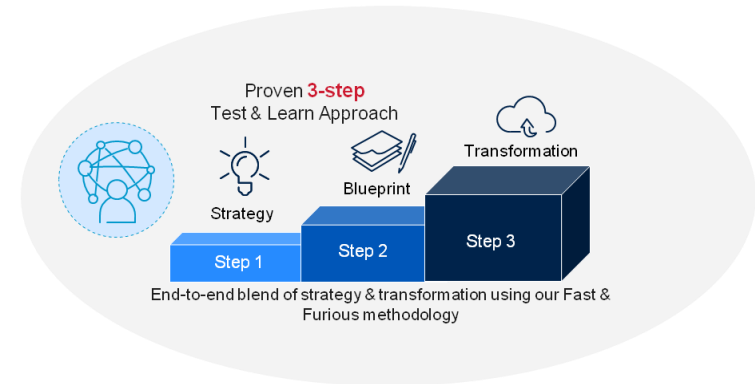 Proven 3-step
Test & Learn Approach
Transformation
Blueprint
Strategy
Step 1
Step 2
Step 3
End-to-end blend of strategy & transformation using our Fast &
Furious methodology